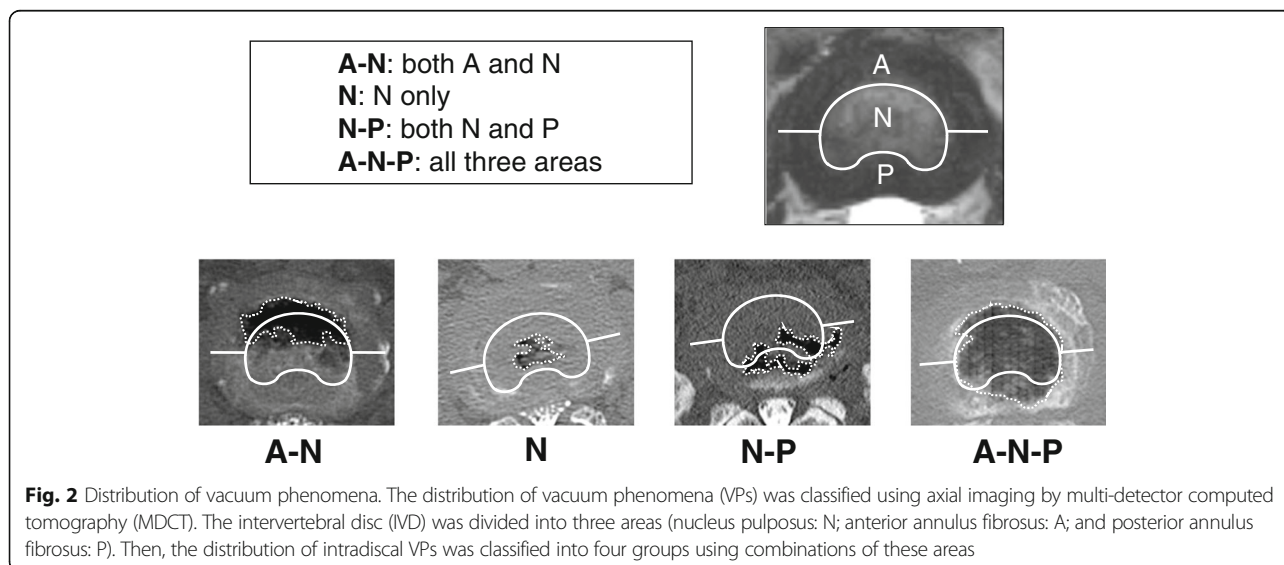 A-N: both A and N
N: N only
N-P: both N and P
A-N-P: all three areas
A
N
P
A-N
N
N-P
A-N-P
Fig. 2 Distribution of vacuum phenomena. The distribution of vacuum phenomena (VPs) was classified using axial imaging by multi-detector computed
tomography (MDCT). The intervertebral disc (IVD) was divided into three areas (nucleus pulposus: N; anterior annulus fibrosus: A; and posterior annulus
fibrosus: P). Then, the distribution of intradiscal VPs was classified into four groups using combinations of these areas